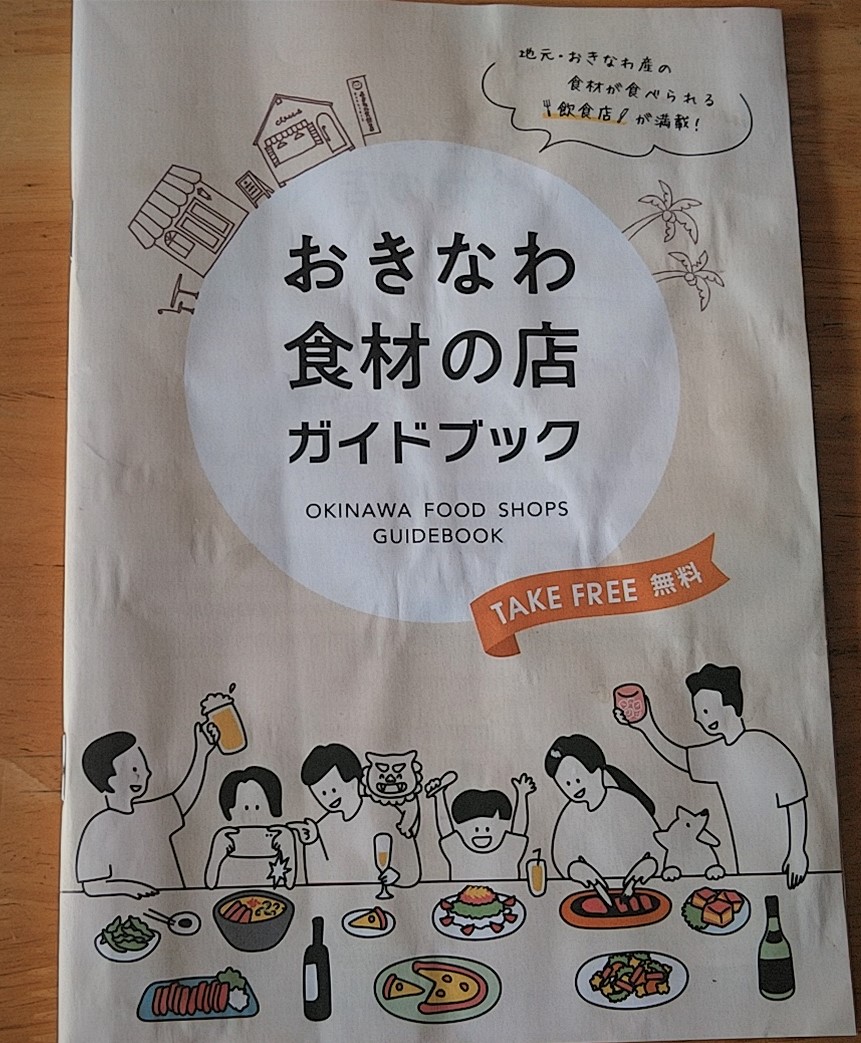 地元・おきなわ産の
食材が食べられる
飲食店が満載!
おきなわ
食材の店
ガイドブック
OKINAWA FOOD SHOPS
GUIDEBOOK
TAKE FREE 無料